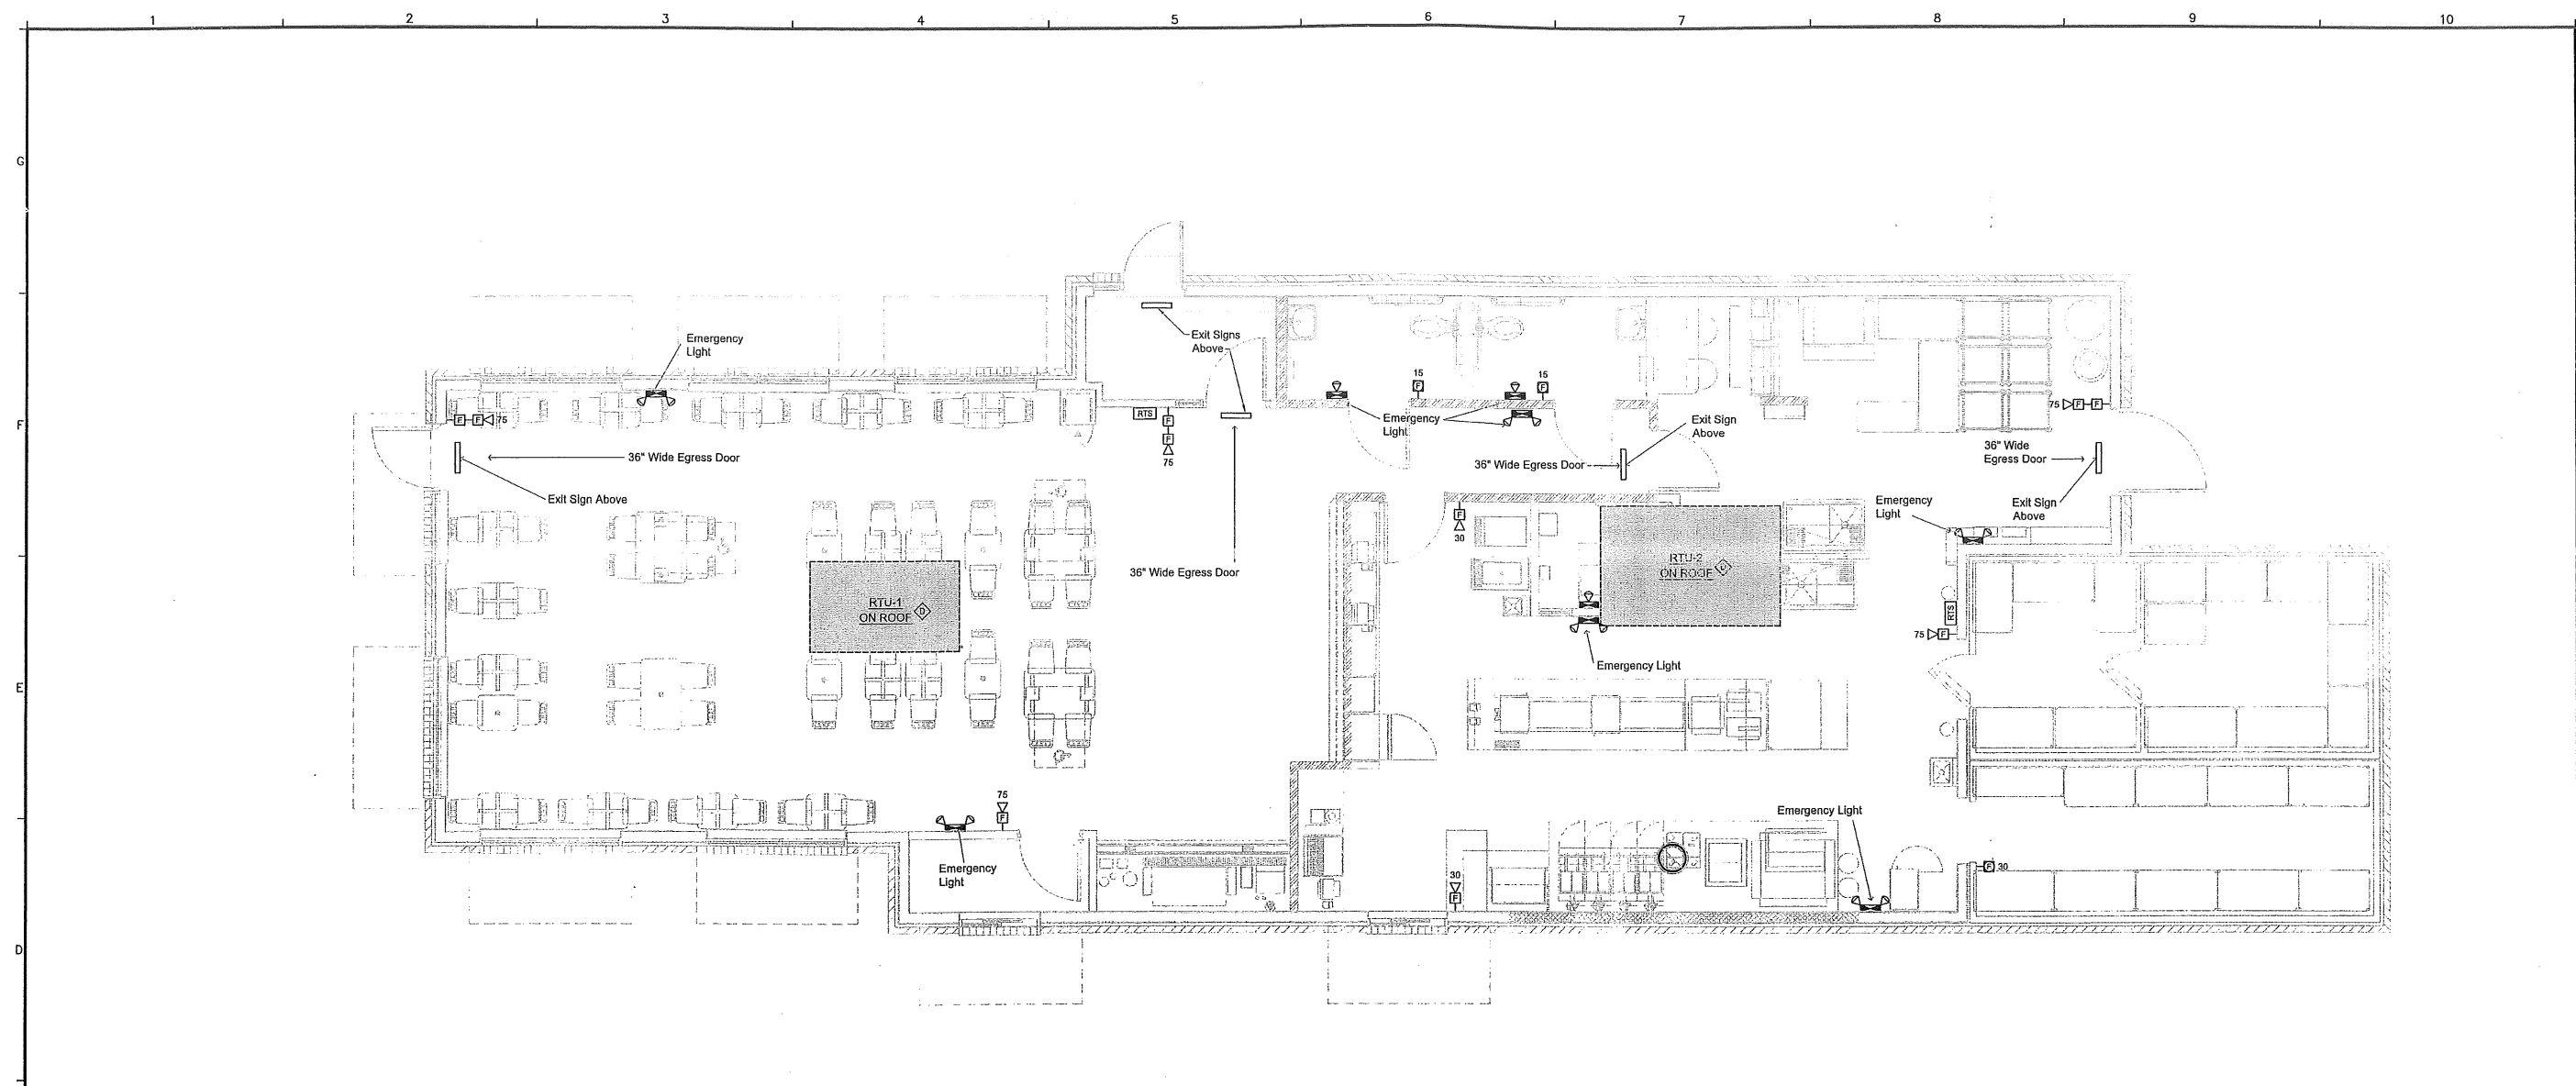 1 2 3 4 5 6 7 8 9 10
G
Emergency
Light
Exit Signs
Above
15
F
15
F
RTS
F
F
75
F
F F 75
36" Wide Egress Door
Exit Sign Above
36" Wide Egress Door
Emergency
Light
Exit Sign
Above
36" Wide Egress Door
75 F F
36" Wide
Egress Door
Exit Sign
Above
Emergency
Light
F
30
RTU-1
ON ROOF
D
RTU-2
ON ROOF
RTS
75 F
Emergency Light
E
75
F
Emergency
Light
Emergency Light
30
F
F 30
D